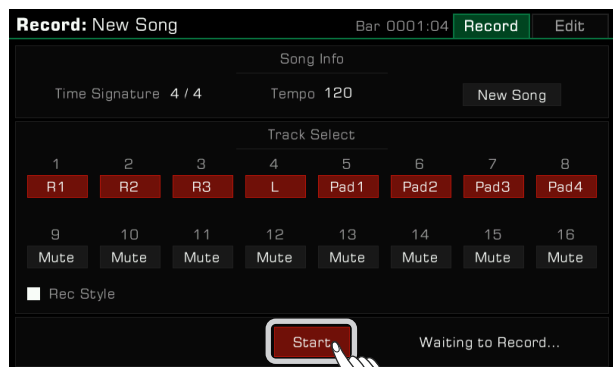 Record: New Song Bar 0001:04 Record Edit
Song Info
Time Signature 4 / 4 Tempo 120 New Song
Track Select
1 2 3 4 5 6 7 8
R1 R2 R3 L Pad1 Pad2 Pad3 Pad4
9 10 11 12 13 14 15 16
Mute Mute Mute Mute Mute Mute Mute Mute
Rec Style
Start Waiting to Record...